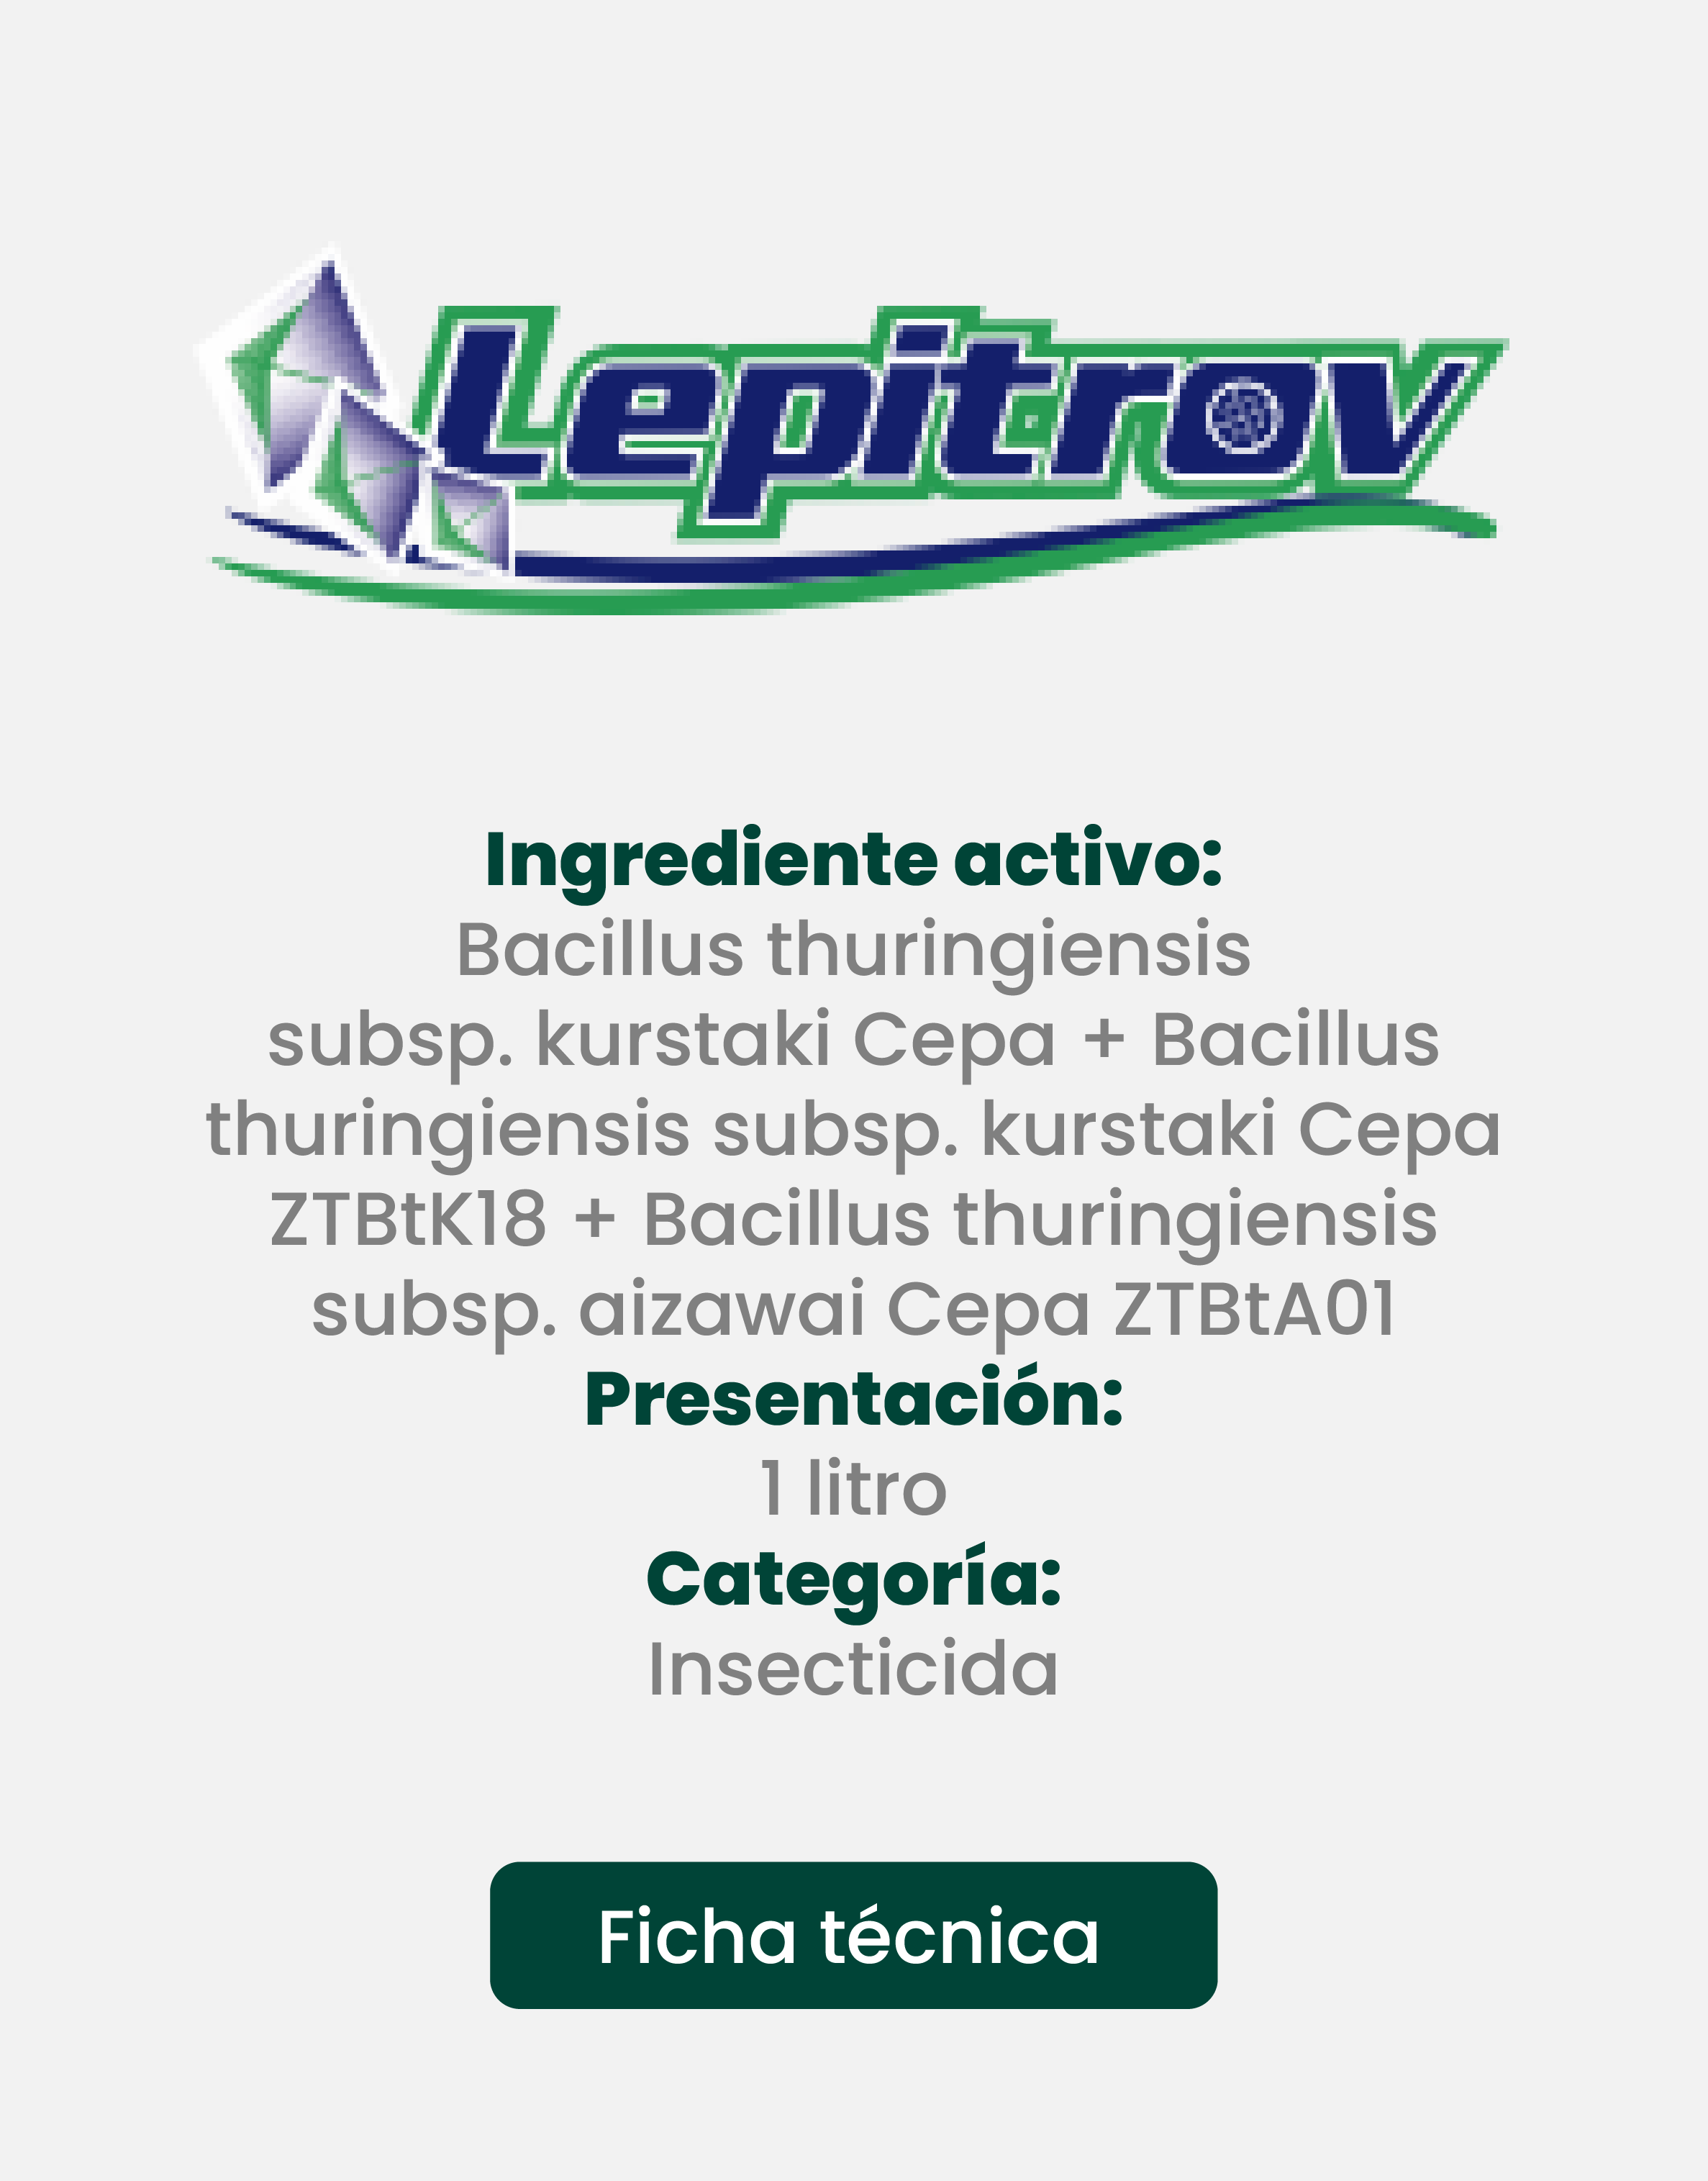 Lepitrov
Ingrediente activo:
Bacillus thuringiensis
subsp. kurstaki Cepa + Bacillus
thuringiensis subsp. kurstaki Cepa
ZTBtK18 + Bacillus thuringiensis
subsp. aizawai Cepa ZTBtA01
Presentación:
1 litro
Categoría:
Insecticida
Ficha técnica